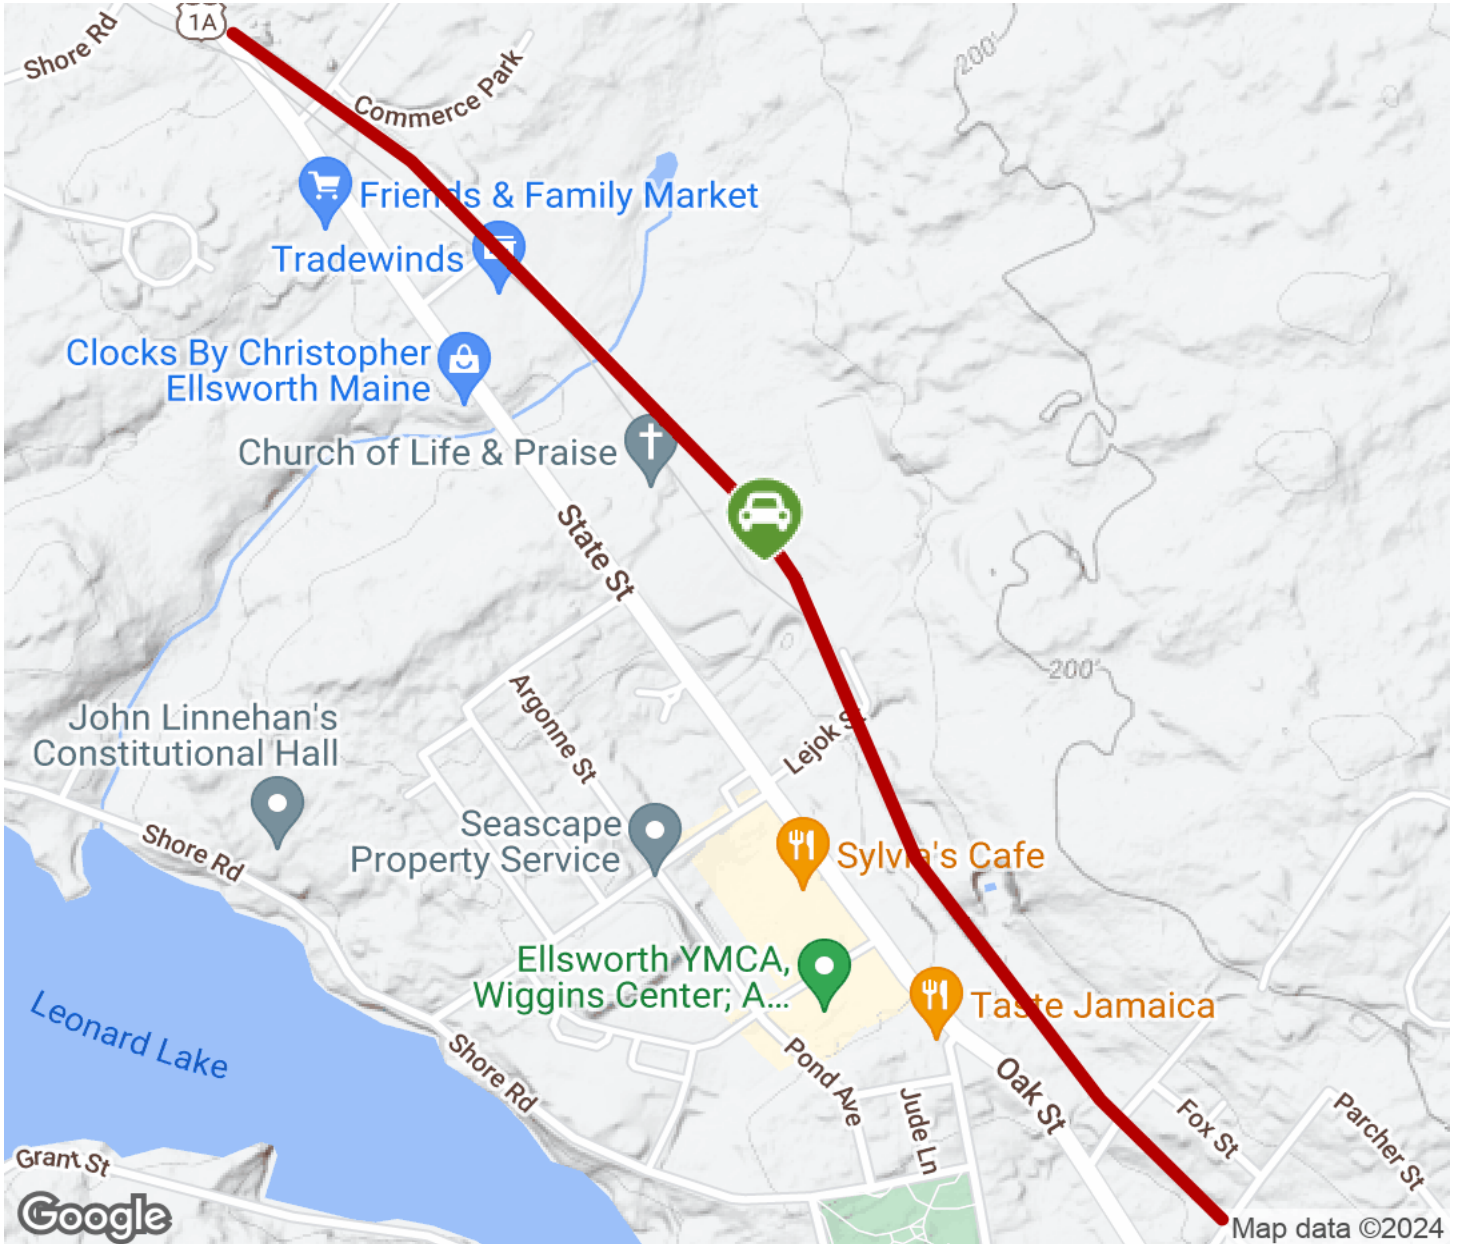 1A
Shore Rd
200'
Commerce Park
Friends & Family Market
Tradewinds
Clocks By Christopher
Ellsworth Maine
Church of Life & Praise
State St
200'
Argonne St
John Linnehan's
Constitutional Hall
Lejok St
Seascape
Property Service
Shore Rd
Sylvia's Cafe
Ellsworth YMCA,
Wiggins Center; A...
Taste Jamaica
Leonard Lake
Shore Rd
Pond Ave
Oak St
Jude Ln
Fox St
Parcher St
Grant St
Google
Map data ©2024